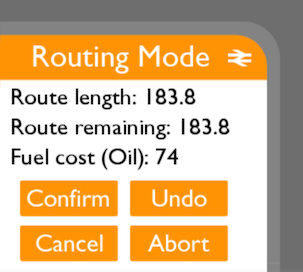 Routing Mode
Route length: 183.8
Route remaining: 183.8
Fuel cost (Oil): 74
Confirm Undo
Cancel Abort